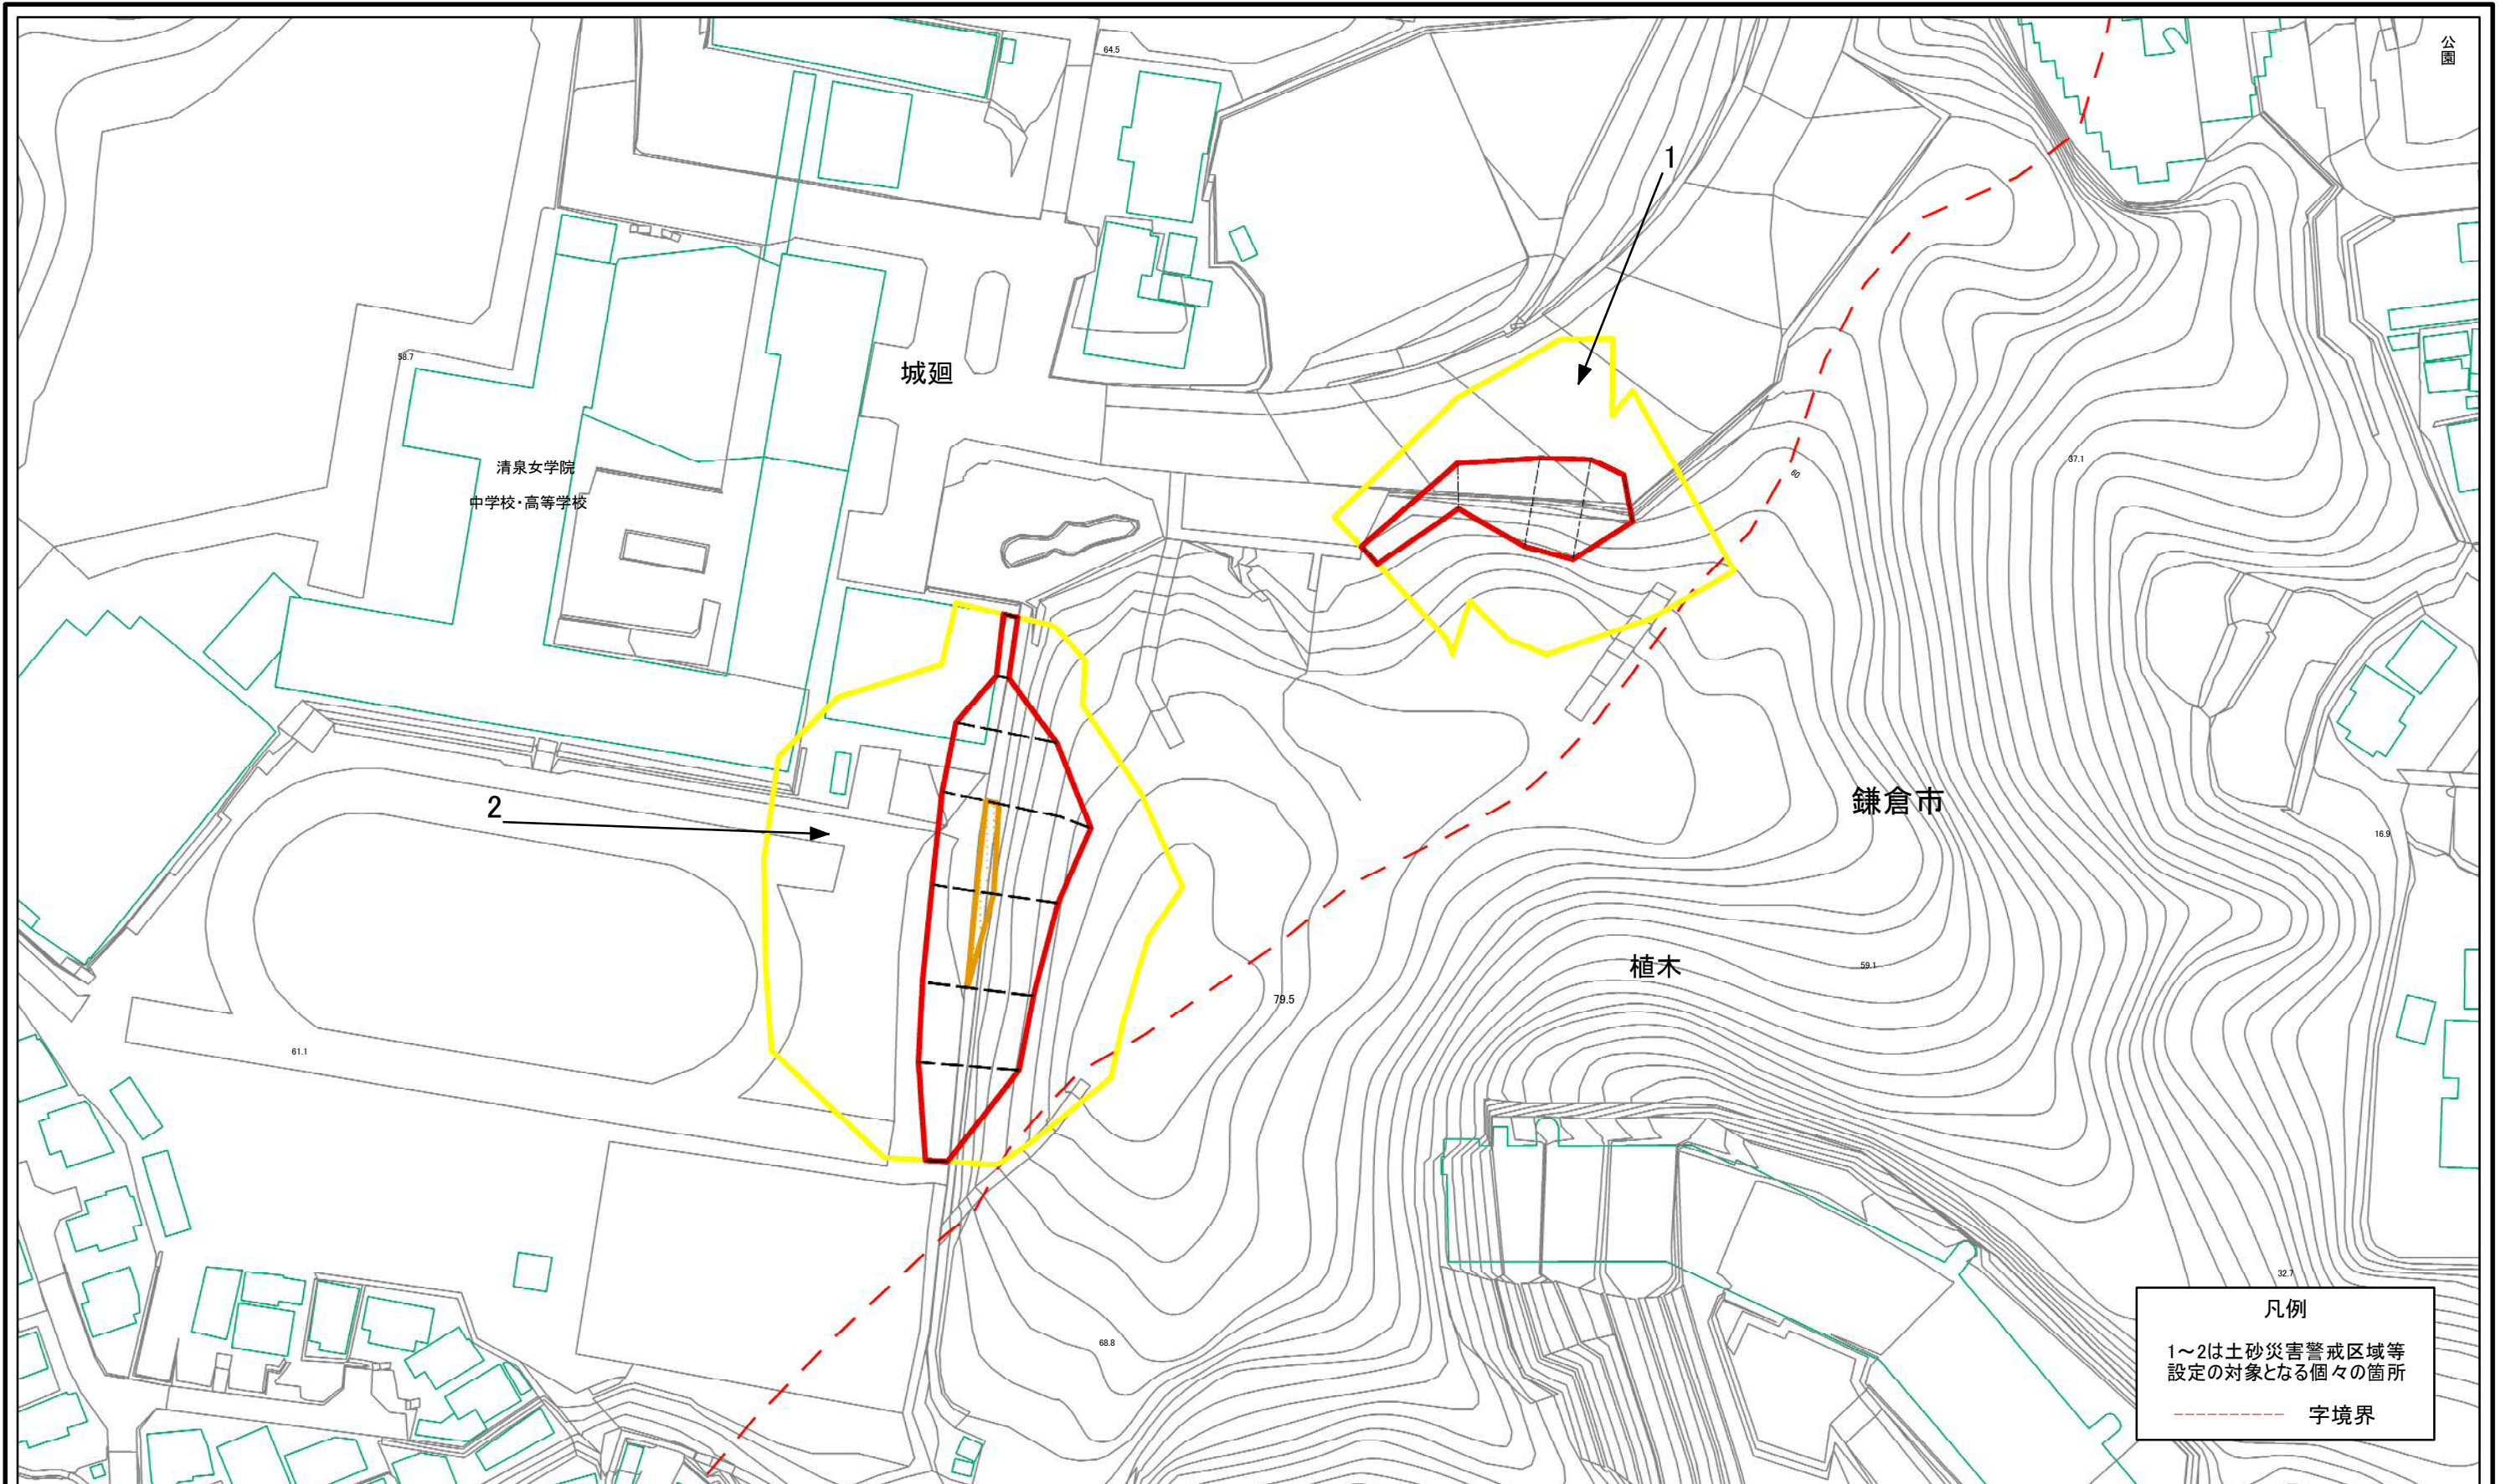 公園
64.5
1
58.7
城廻
清泉女学院
中学校・高等学校
37.1
60
2
鎌倉市
16.9
植木
59.1
79.5
61.1
32.7
68.8
凡例
1～2は土砂災害警戒区域等
設定の対象となる個々の箇所
字境界